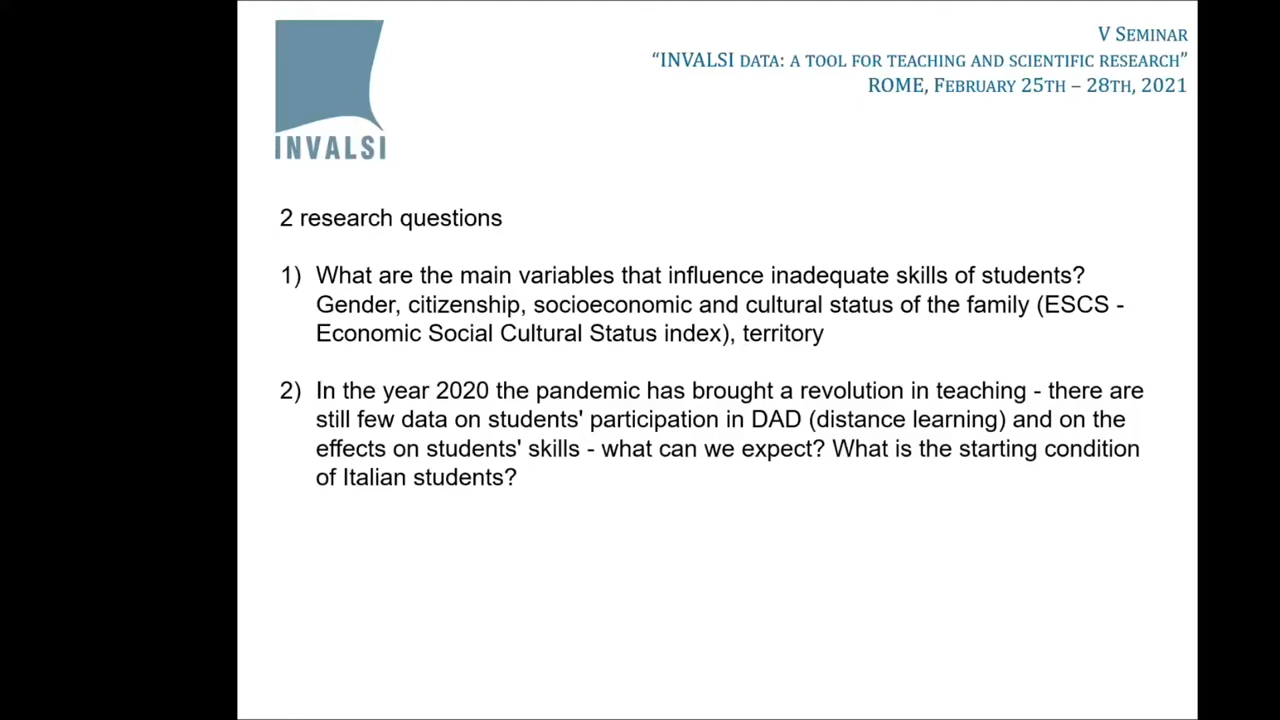 V SEMINAR
“INVALSI DATA: A TOOL FOR TEACHING AND SCIENTIFIC RESEARCH”
ROME, FEBRUARY 25TH – 28TH, 2021
INVALSI
2 research questions
1) What are the main variables that influence inadequate skills of students?
Gender, citizenship, socioeconomic and cultural status of the family (ESCS -
Economic Social Cultural Status index), territory
2) In the year 2020 the pandemic has brought a revolution in teaching - there are
still few data on students' participation in DAD (distance learning) and on the
effects on students' skills - what can we expect? What is the starting condition
of Italian students?